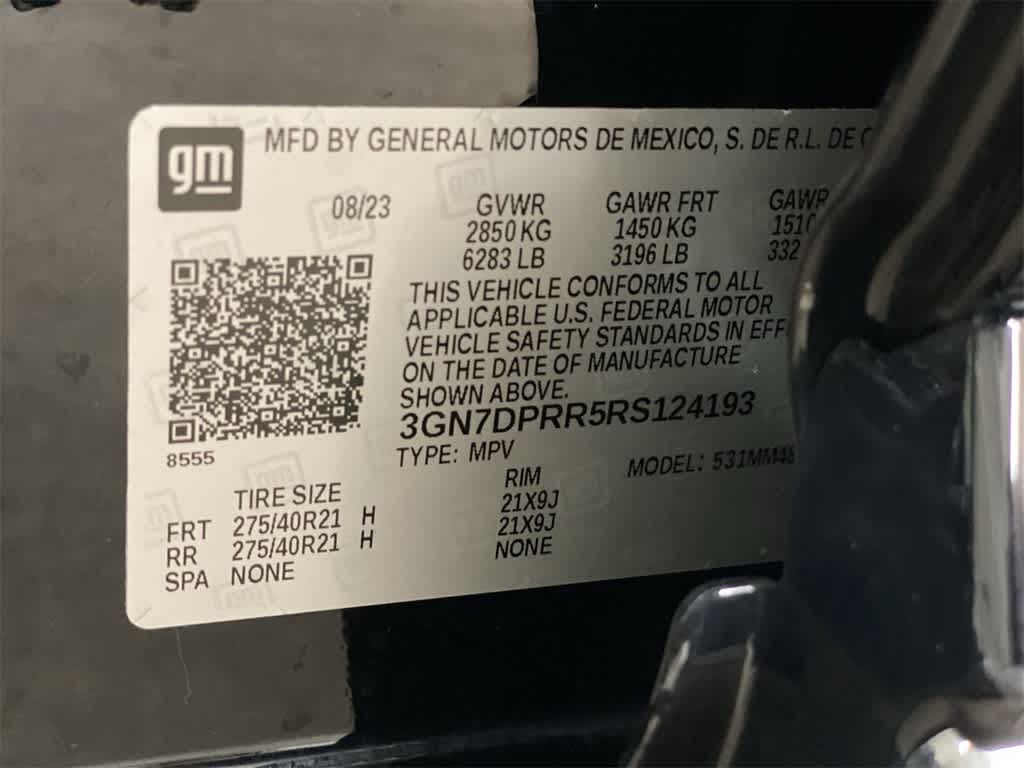 gm
MFD BY GENERAL MOTORS DE MEXICO, S. DE R.L. DE
08/23
GVWR GAWR FRT GAWR
2850 KG 1450 KG
6283 LB 3196 LB
THIS VEHICLE CONFORMS TO ALL
APPLICABLE U.S. FEDERAL MOTOR
VEHICLE SAFETY STANDARDS IN
ON THE DATE OF MANUFACTURE
SHOWN ABOVE.
3GN7DPRR5RS124193
8555
TYPE: MPV MODEL:
TIRE SIZE RIM
FRT 275/40R21 H 21X9J
RR 275/40R21 H 21X9J
SPA NONE NONE